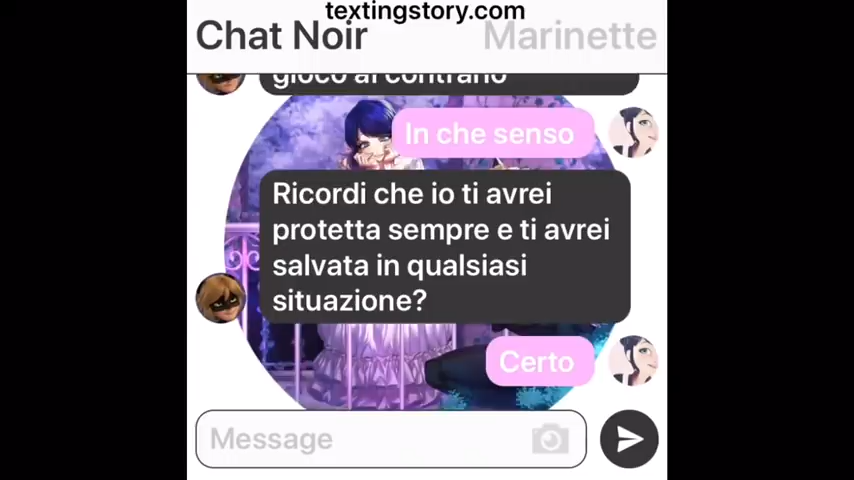 textingstory.com
Chat Noir
Marinette
gioco al contrario
In che senso
Ricordi che io ti avrei
protetta sempre e ti avrei
salvata in qualsiasi
situazione?
Certo
Message